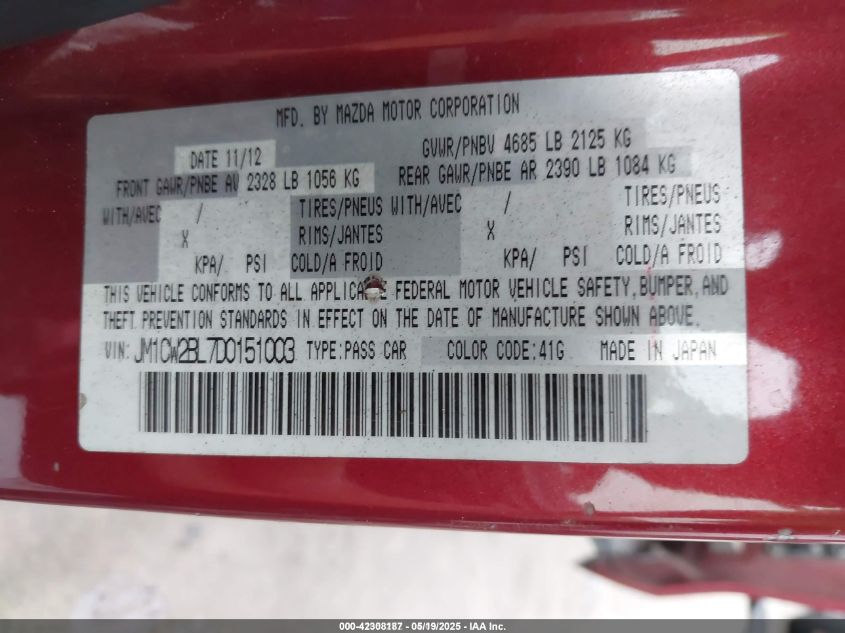 MFD. BY MAZDA MOTOR CORPORATION
DATE 11/12 GVWR/PNBV 4685 LB 2125 KG
FRONT GAWR/PNBE AV 2328 LB 1056 KG REAR GAWR/PNBE AR 2390 LB 1084 KG
WITH/AVEC / TIRES/PNEUS WITH/AVEC / TIRES/PNEUS
X RIMS/JANTES X RIMS/JANTES
KPA/ PSI COLD/A FROID KPA/ PSI COLD/A FROID
THIS VEHICLE CONFORMS TO ALL FEDERAL MOTOR VEHICLE SAFETY, BUMPER, AND
THEFT PREVENTION STANDARDS IN EFFECT ON THE DATE OF MANUFACTURE SHOWN ABOVE.
VIN: JM1CW2BL7D0151003 TYPE:PASS CAR COLOR CODE:41G MADE IN JAPAN
000-42308187 - 05/19/2025 - IAA Inc.